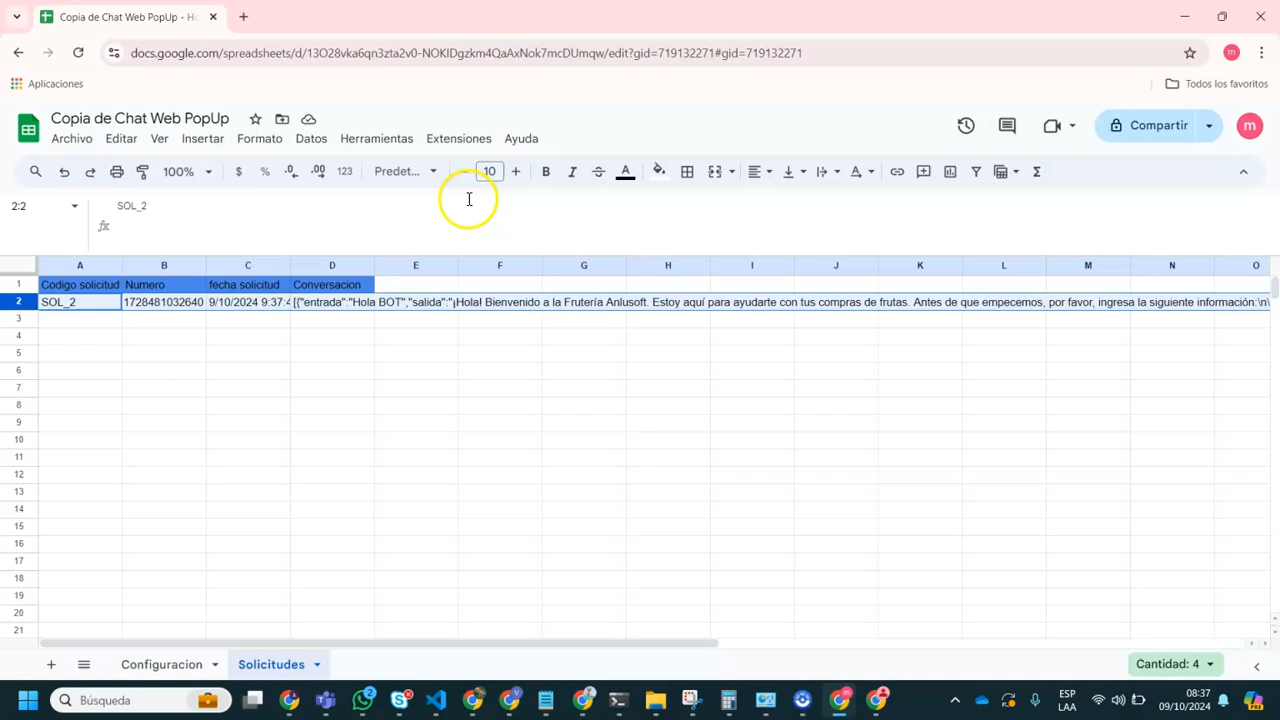 Copia de Chat Web PopUp - Ho
docs.google.com/spreadsheets/d/13O28vka6qn3zta2v0-NOKIDgzkm4QaAxNok7mcDUmqw/edit?gid=719132771#gid=719132771
m
Aplicaciones
Todos los favoritos
Copia de Chat Web PopUp
Archivo Editar Ver Insertar Formato Datos Herramientas Extensiones Ayuda
Compartir
m
100% $ % .0 .00 123 Predet... − 10 + B I S A
2:2
SOL_2
fx
A B C D E F G H I J K L M N O
1 Codigo solicitud Numero fecha solicitud Conversacion
2 SOL_2 1728481032640 9/10/2024 9:37:4 [{"entrada":"Hola BOT","salida":"¡Hola! Bienvenido a la Frutería Anlusoft. Estoy aquí para ayudarte con tus compras de frutas. Antes de que empecemos, por favor, ingresa la siguiente información:\n\
3
4
5
6
7
8
9
10
11
12
13
14
15
16
17
18
19
20
21
Configuracion Solicitudes Cantidad: 4
Búsqueda
2
m
ESP
LAA
08:37
09/10/2024